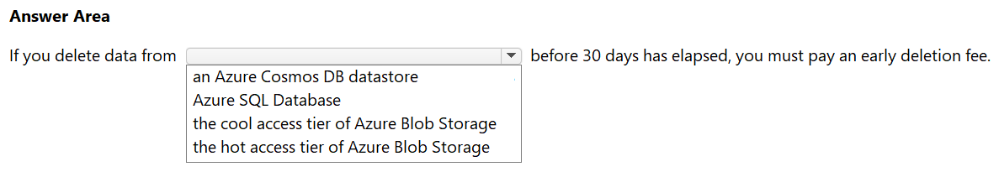 Answer Area
If you delete data from before 30 days has elapsed, you must pay an early deletion fee.
an Azure Cosmos DB datastore
Azure SQL Database
the cool access tier of Azure Blob Storage
the hot access tier of Azure Blob Storage